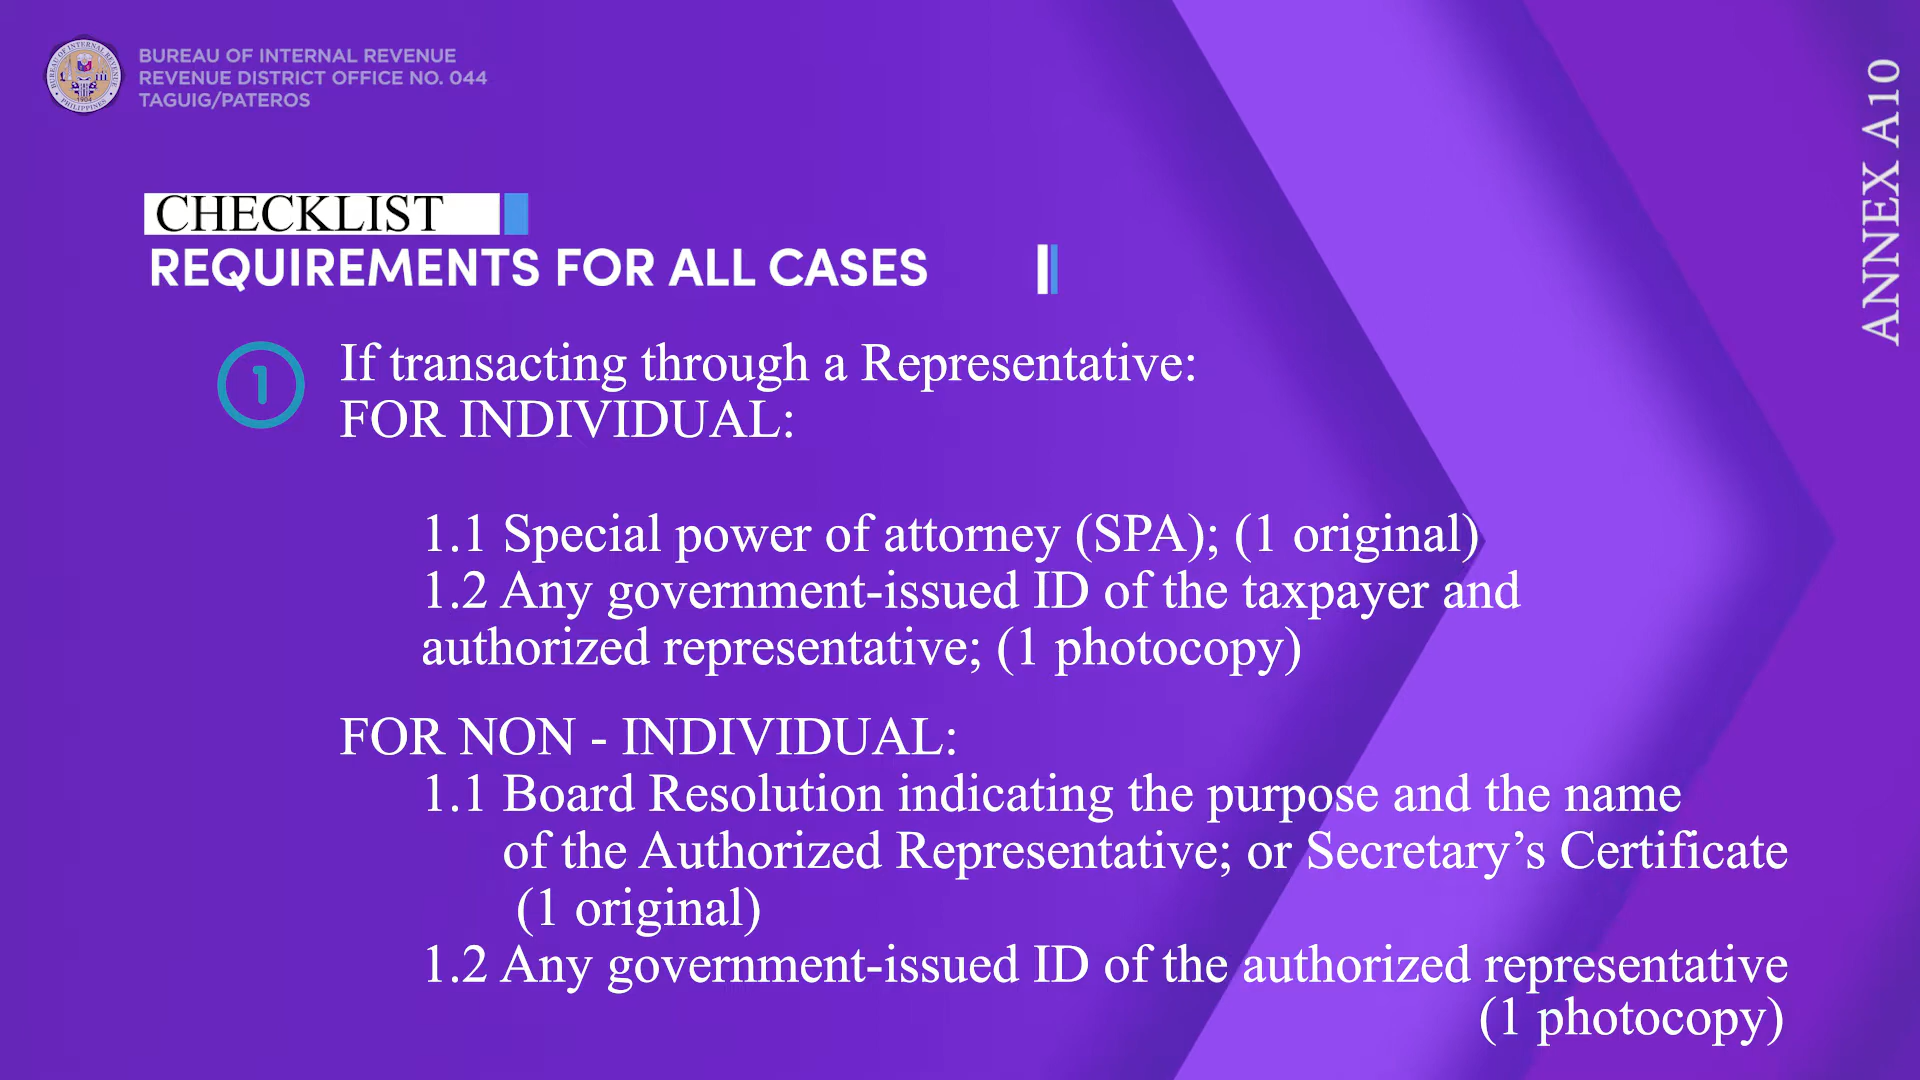 BUREAU OF INTERNAL REVENUE
REVENUE DISTRICT OFFICE NO. 044
TAGUIG/PATEROS
ANNEX A10
CHECKLIST
REQUIREMENTS FOR ALL CASES
1
If transacting through a Representative:
FOR INDIVIDUAL:
1.1 Special power of attorney (SPA); (1 original)
1.2 Any government-issued ID of the taxpayer and
authorized representative; (1 photocopy)
FOR NON - INDIVIDUAL:
1.1 Board Resolution indicating the purpose and the name
of the Authorized Representative; or Secretary’s Certificate
(1 original)
1.2 Any government-issued ID of the authorized representative
(1 photocopy)